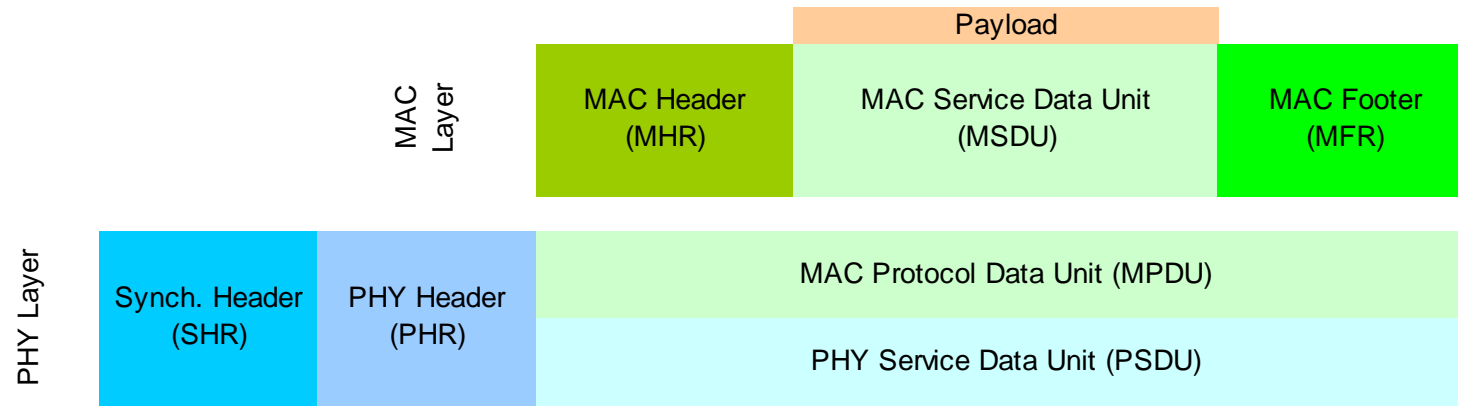 Payload
MAC
Layer
MAC Header
(MHR)
MAC Service Data Unit
(MSDU)
MAC Footer
(MFR)
PHY Layer
Synch. Header
(SHR)
PHY Header
(PHR)
MAC Protocol Data Unit (MPDU)
PHY Service Data Unit (PSDU)